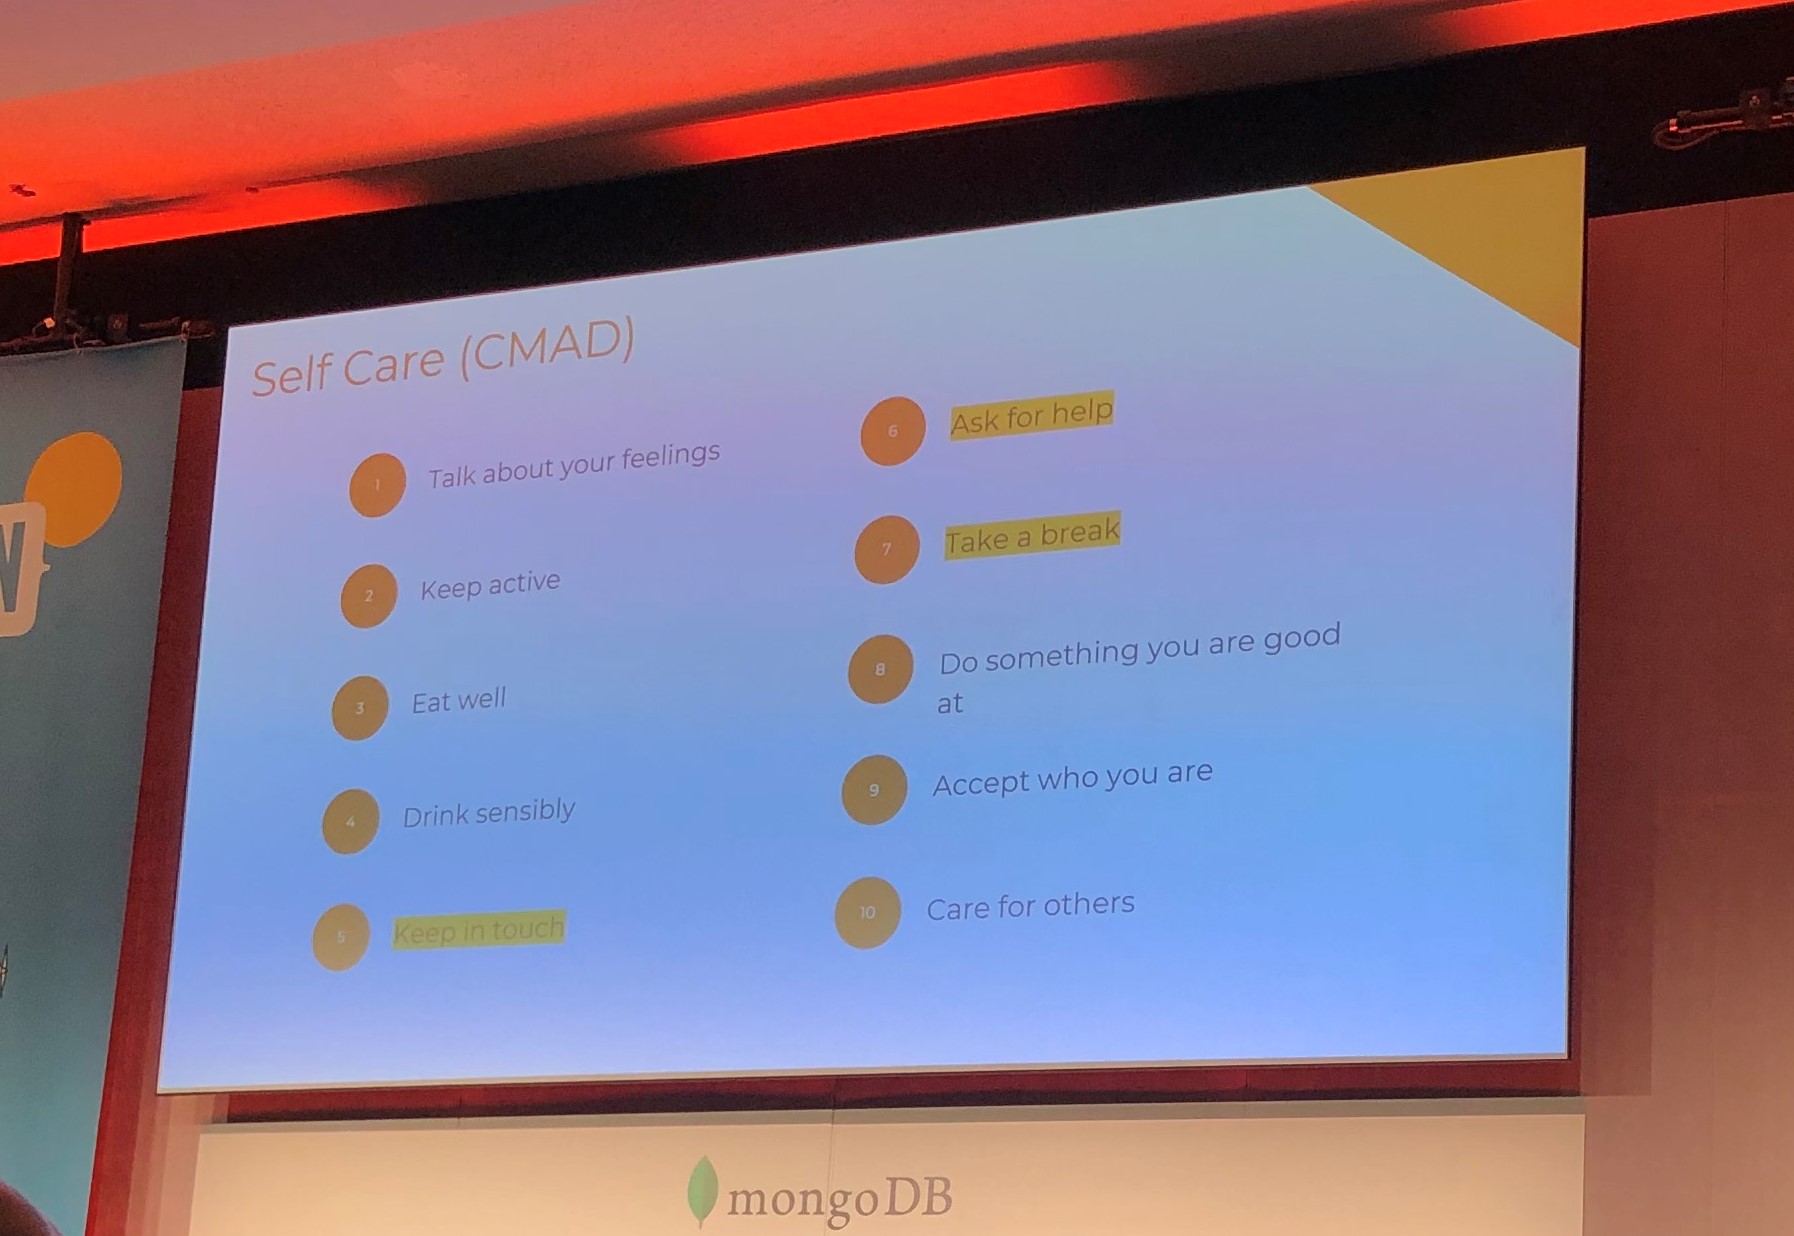 Self Care (CMAD)
1 Talk about your feelings
2 Keep active
3 Eat well
4 Drink sensibly
5 Keep in touch
6 Ask for help
7 Take a break
8 Do something you are good
at
9 Accept who you are
10 Care for others
mongoDB